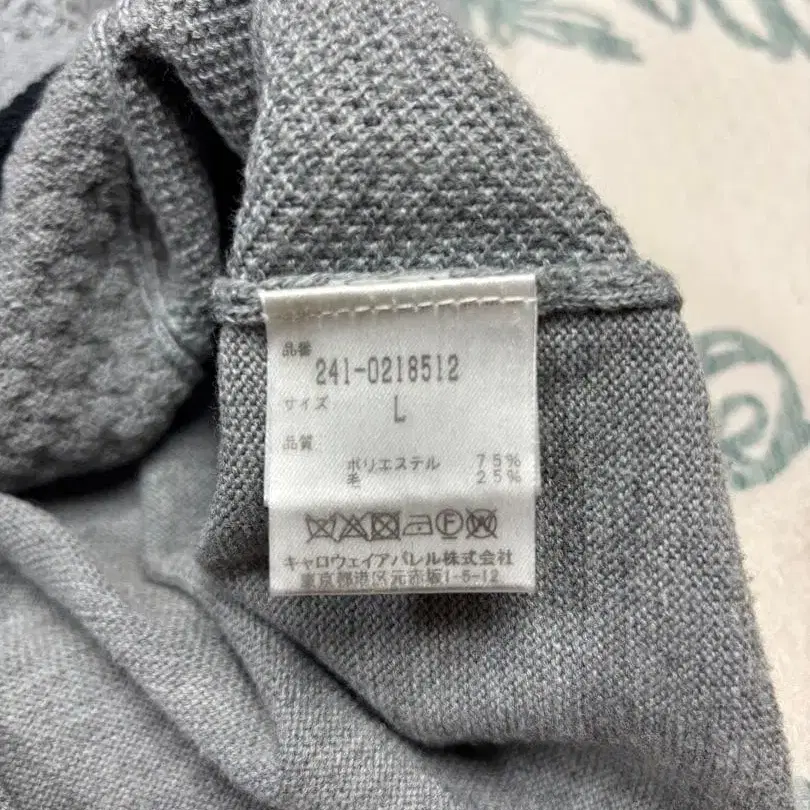 品番
241-0218512
サイズ L
品質
ポリエステル 75%
毛 25%
キャロウェイアパレル株式会社
東京都港区元赤坂1-5-12